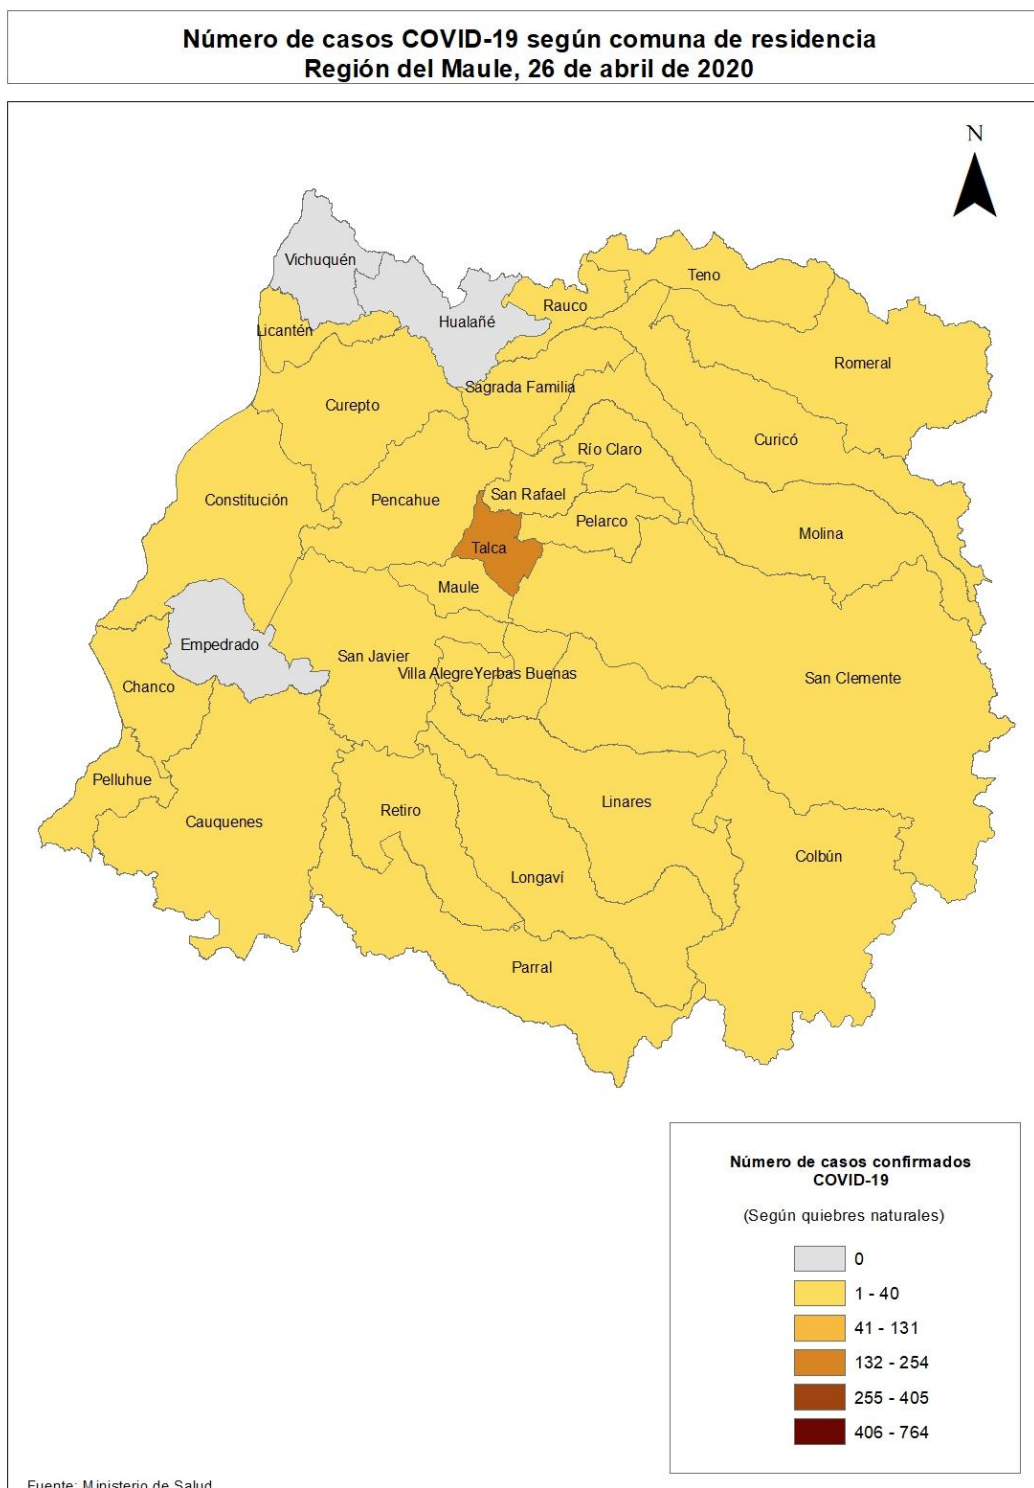 Número de casos COVID-19 según comuna de residencia
Región del Maule, 26 de abril de 2020
N
Vichuquén
Teno
Rauco
Hualañé
Licantén
Romeral
Sagrada Familia
Curepto
Curicó
Río Claro
San Rafael
Constitución
Pencahue
Pelarco
Molina
Talca
Maule
Empedrado
San Javier
Villa Alegre
Yerbas Buenas
San Clemente
Chanco
Pelluhue
Linares
Retiro
Cauquenes
Colbún
Longaví
Parral
Número de casos confirmados
COVID-19
(Según quiebres naturales)
0
1 - 40
41 - 131
132 - 254
255 - 405
406 - 764
Fuente: Ministerio de Salud